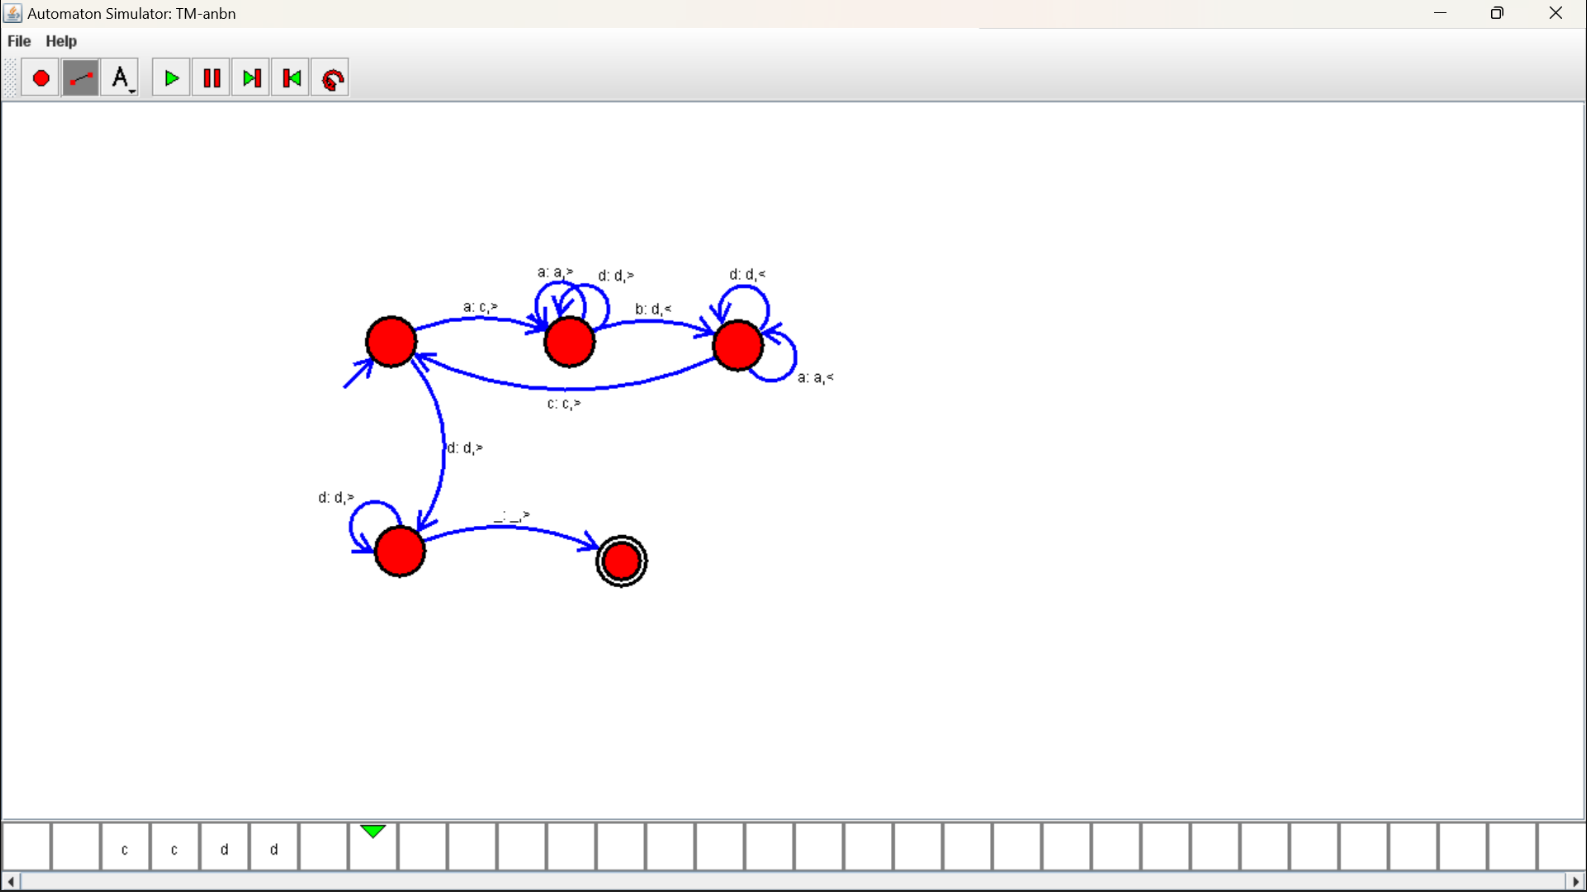 Automaton Simulator: TM-anbn
File Help
A
a: a,> d: d,> d: d,<
a: c,> b: d,<
a: a,<
c: c,>
d: d,>
d: d,>
_: _,>
c c d d